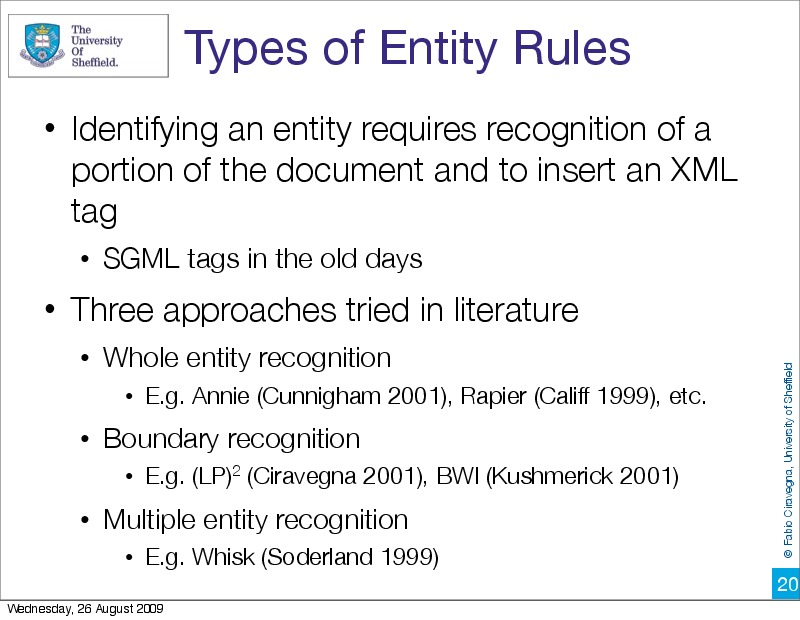 The
University
Of
Sheffield.
Types of Entity Rules
• Identifying an entity requires recognition of a
portion of the document and to insert an XML
tag
• SGML tags in the old days
• Three approaches tried in literature
• Whole entity recognition
• E.g. Annie (Cunnigham 2001), Rapier (Califf 1999), etc.
• Boundary recognition
• E.g. (LP)² (Ciravegna 2001), BWI (Kushmerick 2001)
• Multiple entity recognition
• E.g. Whisk (Soderland 1999)
© Fabio Ciravegna, University of Sheffield
20
Wednesday, 26 August 2009